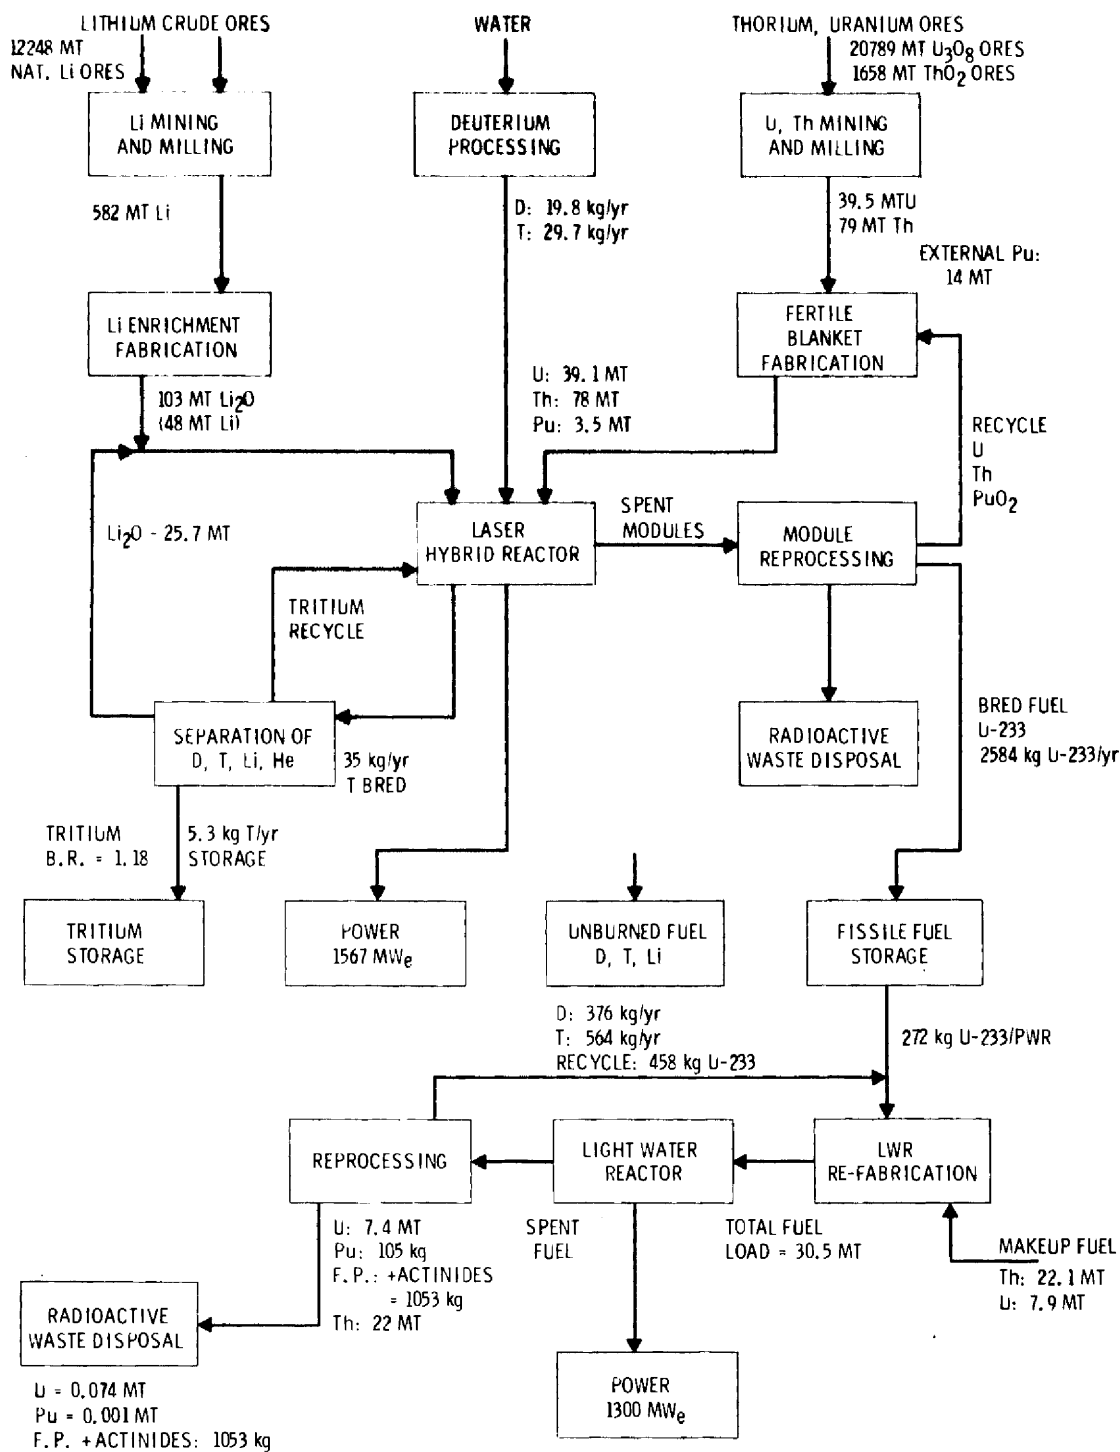 LITHIUM CRUDE ORES
12248 MT
NAT. Li ORES
WATER
THORIUM, URANIUM ORES
20789 MT U3O8 ORES
1658 MT ThO2 ORES
Li MINING
AND MILLING
DEUTERIUM
PROCESSING
U, Th MINING
AND MILLING
582 MT Li
D: 19.8 kg/yr
T: 29.7 kg/yr
39.5 MTU
79 MT Th
EXTERNAL Pu:
14 MT
Li ENRICHMENT
FABRICATION
FERTILE
BLANKET
FABRICATION
103 MT Li2O
(48 MT Li)
U: 39.1 MT
Th: 78 MT
Pu: 3.5 MT
RECYCLE
U
Th
PuO2
Li2O - 25.7 MT
LASER
HYBRID REACTOR
SPENT
MODULES
MODULE
REPROCESSING
TRITIUM
RECYCLE
SEPARATION OF
D, T, Li, He
35 kg/yr
T BRED
RADIOACTIVE
WASTE DISPOSAL
BRED FUEL
U-233
2584 kg U-233/yr
TRITIUM
B.R. = 1.18
5.3 kg T/yr
STORAGE
TRITIUM
STORAGE
POWER
1567 MWe
UNBURNED FUEL
D, T, Li
FISSILE FUEL
STORAGE
D: 376 kg/yr
T: 564 kg/yr
RECYCLE: 458 kg U-233
272 kg U-233/PWR
REPROCESSING
LIGHT WATER
REACTOR
LWR
RE-FABRICATION
U: 7.4 MT
Pu: 105 kg
F.P.: +ACTINIDES
= 1053 kg
Th: 22 MT
SPENT
FUEL
TOTAL FUEL
LOAD = 30.5 MT
MAKEUP FUEL
Th: 22.1 MT
U: 7.9 MT
RADIOACTIVE
WASTE DISPOSAL
POWER
1300 MWe
U = 0.074 MT
Pu = 0.001 MT
F.P. +ACTINIDES: 1053 kg